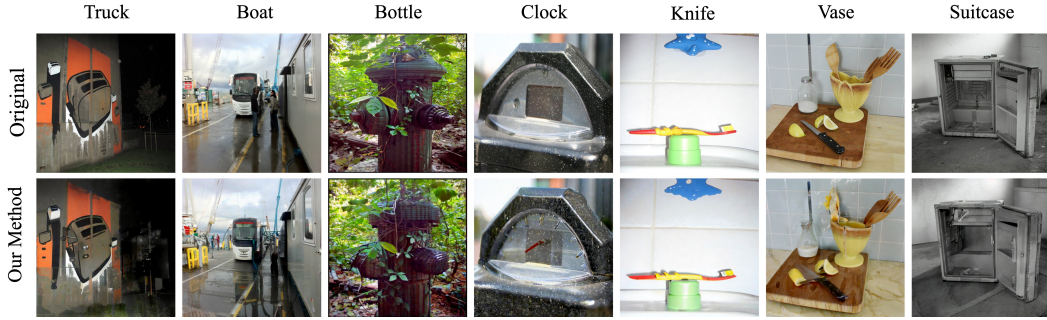 Truck Boat Bottle Clock Knife Vase Suitcase
Original
Our Method